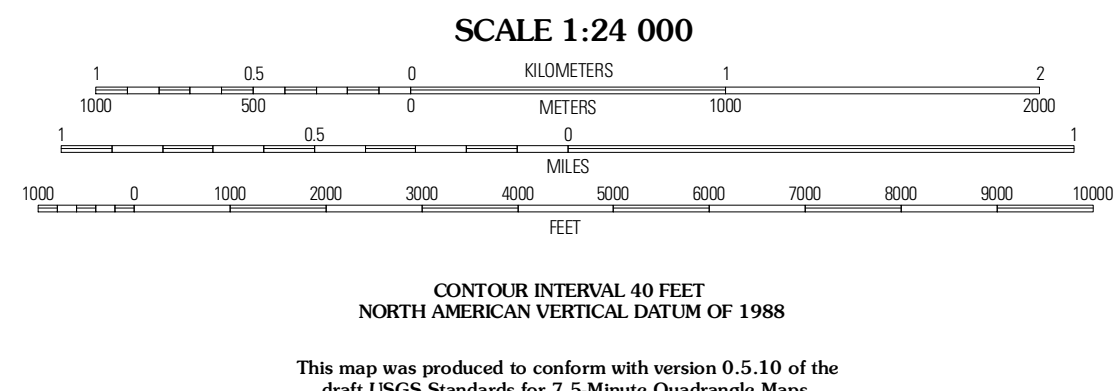 SCALE 1:24 000
1 0.5 0 KILOMETERS 1 2
1000 500 0 METERS 1000 2000
1 0.5 0 1
MILES
1000 0 1000 2000 3000 4000 5000 6000 7000 8000 9000 10000
FEET
CONTOUR INTERVAL 40 FEET
NORTH AMERICAN VERTICAL DATUM OF 1988
This map was produced to conform with version 0.5.10 of the
draft USGS Standards for 7.5-Minute Quadrangle Maps